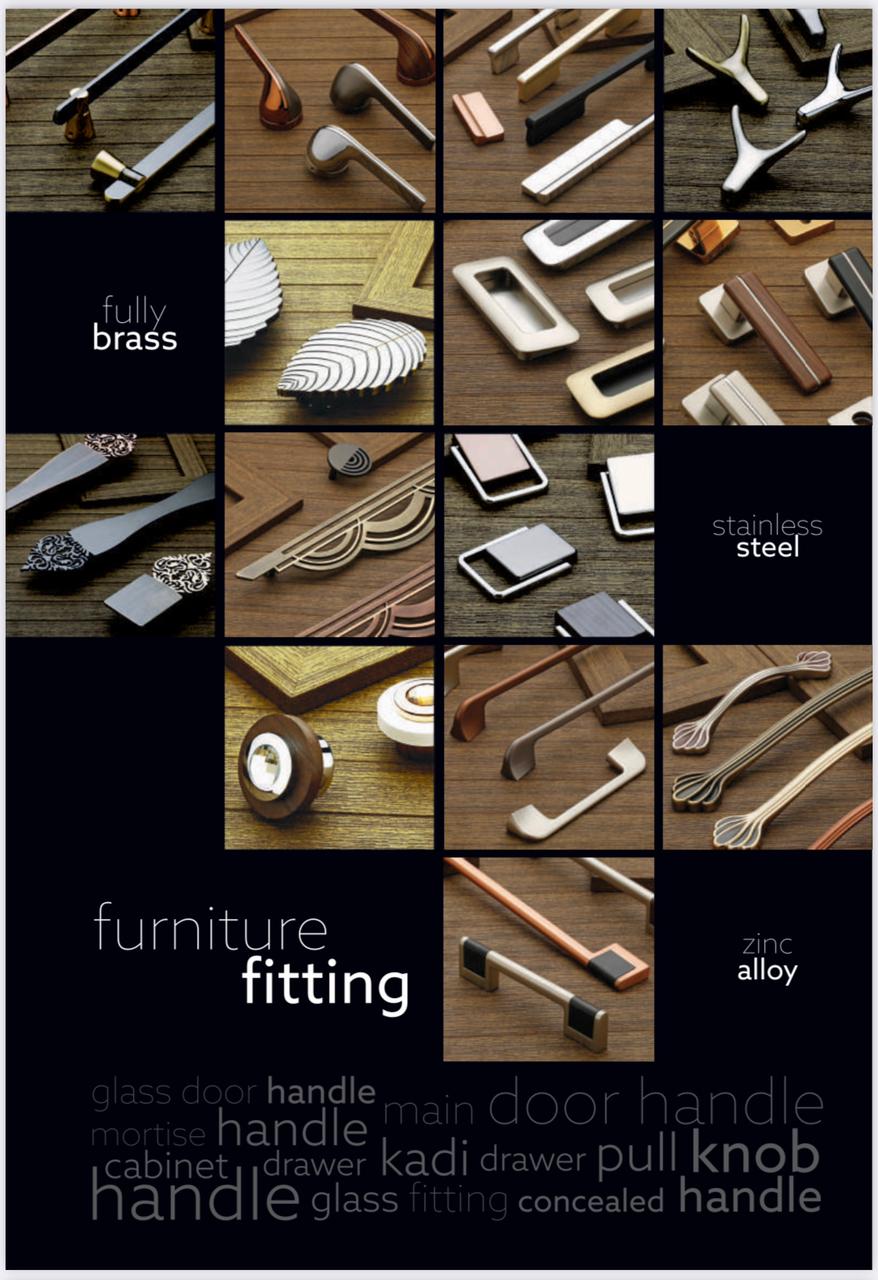 fully
brass
stainless
steel
furniture
fitting
zinc
alloy
glass door handle main door handle
mortise handle
cabinet drawer kadi drawer pull knob
handle glass fitting concealed handle